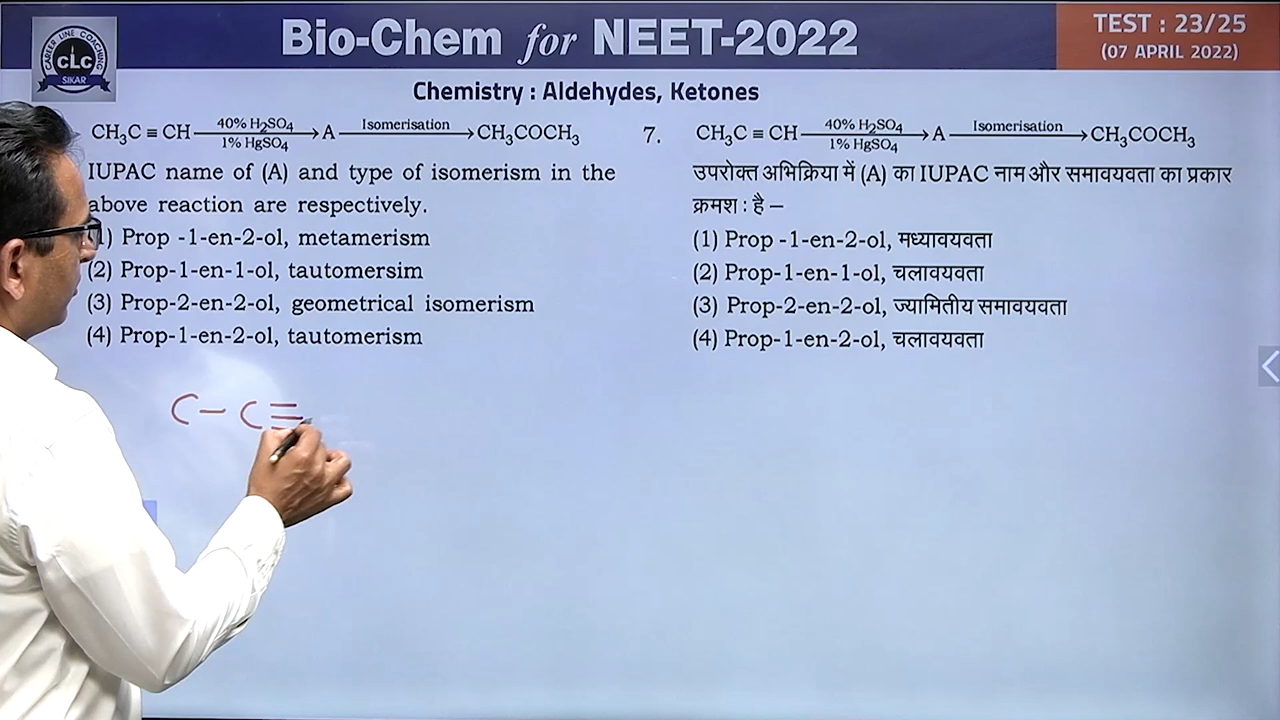 CAREER LINE COACHING
CLC
SIKAR
Bio-Chem for NEET-2022
TEST : 23/25
(07 APRIL 2022)
Chemistry : Aldehydes, Ketones
CH₃C ≡ CH 40% H₂SO₄ / 1% HgSO₄ → A Isomerisation → CH₃COCH₃
IUPAC name of (A) and type of isomerism in the
above reaction are respectively.
1) Prop -1-en-2-ol, metamerism
(2) Prop-1-en-1-ol, tautomersim
(3) Prop-2-en-2-ol, geometrical isomerism
(4) Prop-1-en-2-ol, tautomerism
C - C ≡
7. CH₃C ≡ CH 40% H₂SO₄ / 1% HgSO₄ → A Isomerisation → CH₃COCH₃
उपरोक्त अभिक्रिया में (A) का IUPAC नाम और समावयवता का प्रकार
क्रमश : है –
(1) Prop -1-en-2-ol, मध्यावयवता
(2) Prop-1-en-1-ol, चलावयवता
(3) Prop-2-en-2-ol, ज्यामितीय समावयवता
(4) Prop-1-en-2-ol, चलावयवता